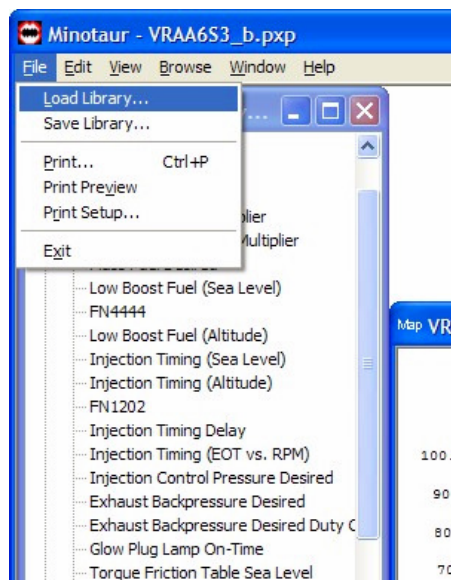 Minotaur - VRAA6S3_b.pxp
File Edit View Browse Window Help
Load Library...
Save Library...
Print... Ctrl+P
Print Preview
Print Setup...
Exit
Multiplier
Low Boost Fuel (Sea Level)
FN4444
Low Boost Fuel (Altitude)
Injection Timing (Sea Level)
Injection Timing (Altitude)
FN1202
Injection Timing Delay
Injection Timing (EOT vs. RPM)
Injection Control Pressure Desired
Exhaust Backpressure Desired
Exhaust Backpressure Desired Duty C
Glow Plug Lamp On-Time
Torque Friction Table Sea Level
Map VR
100.
90
80
70